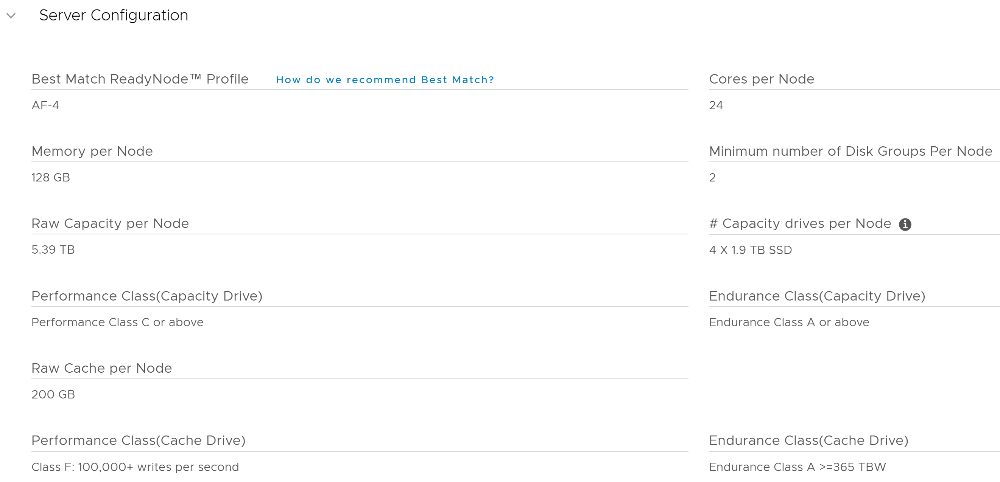 Server Configuration
Best Match ReadyNode™ Profile How do we recommend Best Match?
AF-4
Cores per Node
24
Memory per Node
128 GB
Minimum number of Disk Groups Per Node
2
Raw Capacity per Node
5.39 TB
# Capacity drives per Node
4 X 1.9 TB SSD
Performance Class(Capacity Drive)
Performance Class C or above
Endurance Class(Capacity Drive)
Endurance Class A or above
Raw Cache per Node
200 GB
Performance Class(Cache Drive)
Class F: 100,000+ writes per second
Endurance Class(Cache Drive)
Endurance Class A >=365 TBW